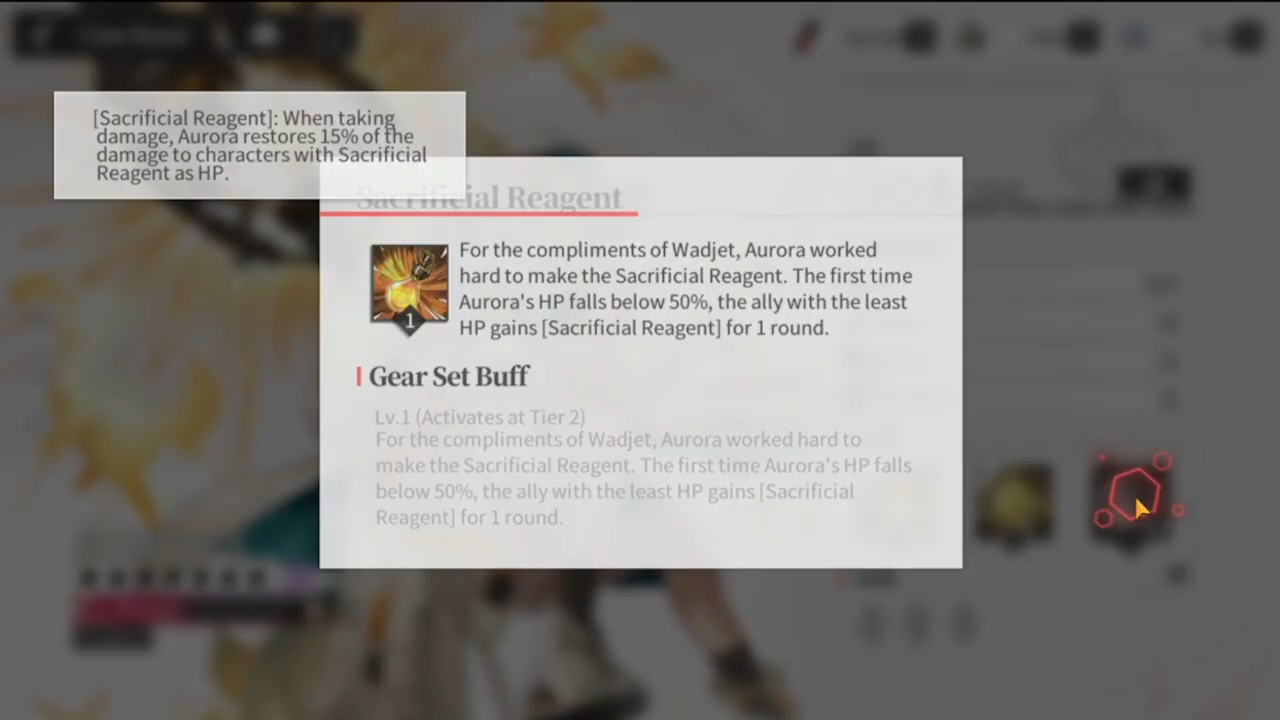 [Sacrificial Reagent]: When taking
damage, Aurora restores 15% of the
damage to characters with Sacrificial
Reagent as HP.
Sacrificial Reagent
For the compliments of Wadjet, Aurora worked
hard to make the Sacrificial Reagent. The first time
Aurora's HP falls below 50%, the ally with the least
HP gains [Sacrificial Reagent] for 1 round.
1
Gear Set Buff
Lv.1 (Activates at Tier 2)
For the compliments of Wadjet, Aurora worked hard to
make the Sacrificial Reagent. The first time Aurora's HP falls
below 50%, the ally with the least HP gains [Sacrificial
Reagent] for 1 round.